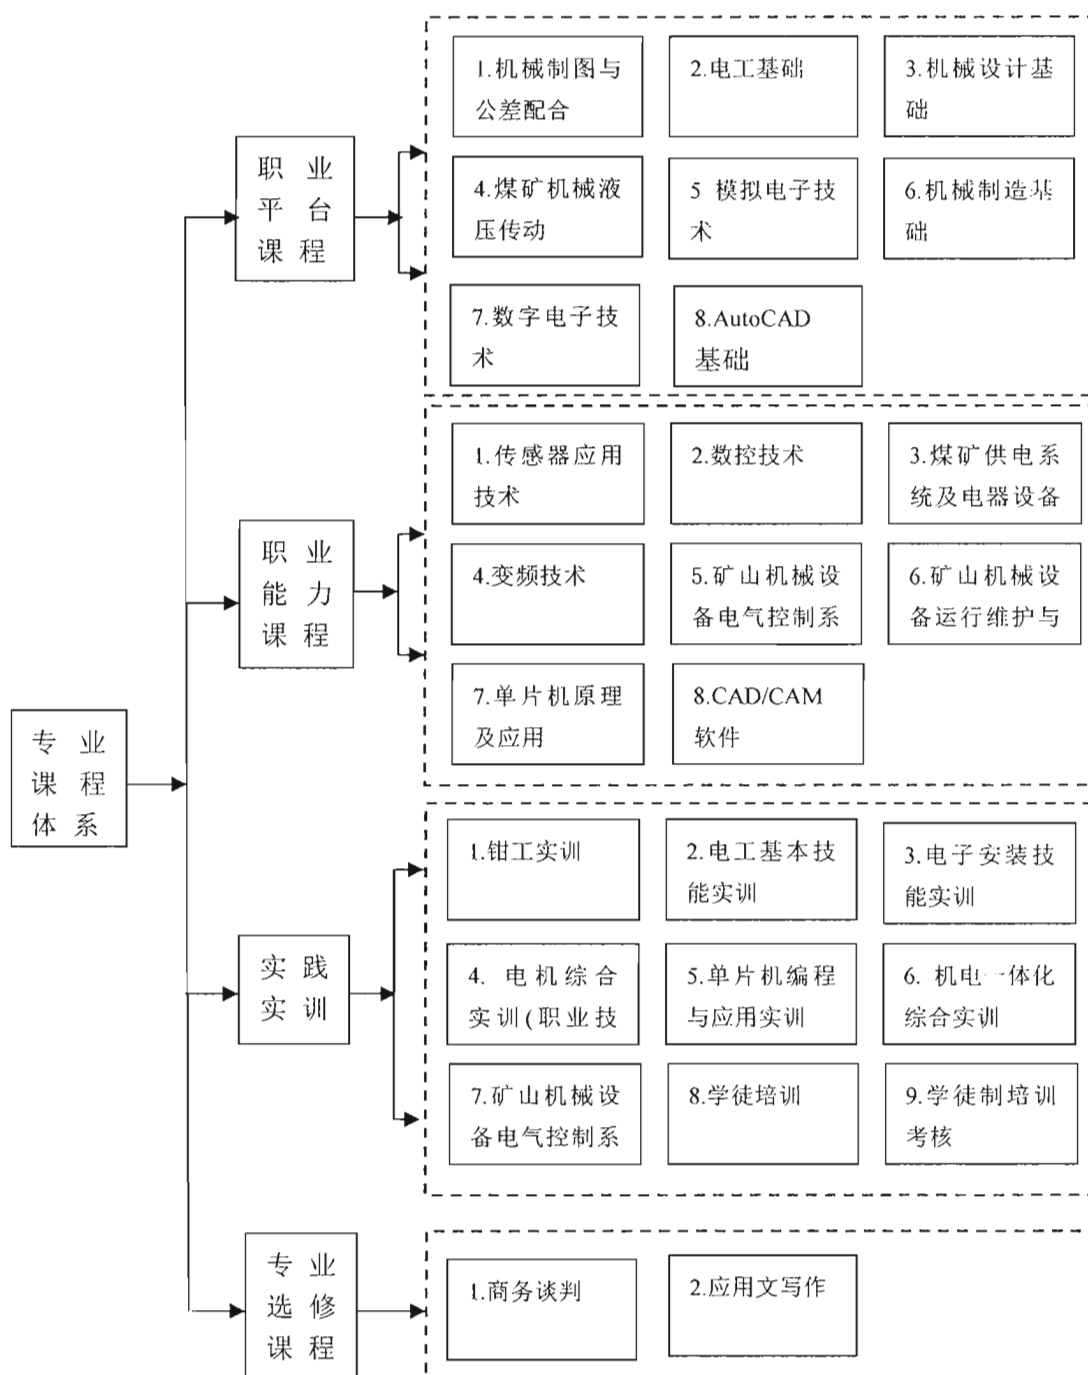 专业
课程
体系
职业
平台
课程
1.机械制图与
公差配合
2.电工基础
3.机械设计基
础
4.煤矿机械液
压传动
5 模拟电子技
术
6.机械制造基
础
7.数字电子技
术
8.AutoCAD
基础
职业
能力
课程
1.传感器应用
技术
2.数控技术
3.煤矿供电系
统及电器设备
4.变频技术
5.矿山机械设
备电气控制系
6.矿山机械设
备运行维护与
7.单片机原理
及应用
8.CAD/CAM
软件
实践
实训
1.钳工实训
2.电工基本技
能实训
3.电子安装技
能实训
4. 电机综合
实训(职业技
5.单片机编程
与应用实训
6. 机电一体化
综合实训
7.矿山机械设
备电气控制系
8.学徒培训
9.学徒制培训
考核
专业
选修
课程
1.商务谈判
2.应用文写作